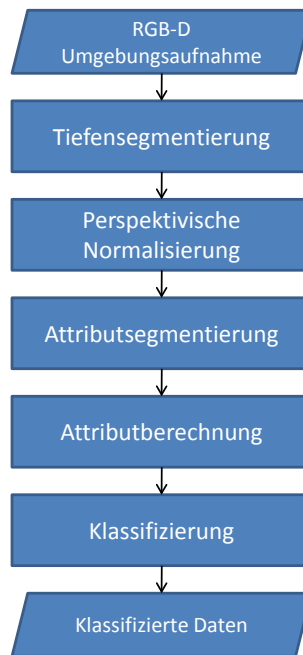 RGB-D
Umgebungsaufnahme
Tiefensegmentierung
Perspektivische
Normalisierung
Attributsegmentierung
Attributberechnung
Klassifizierung
Klassifizierte Daten